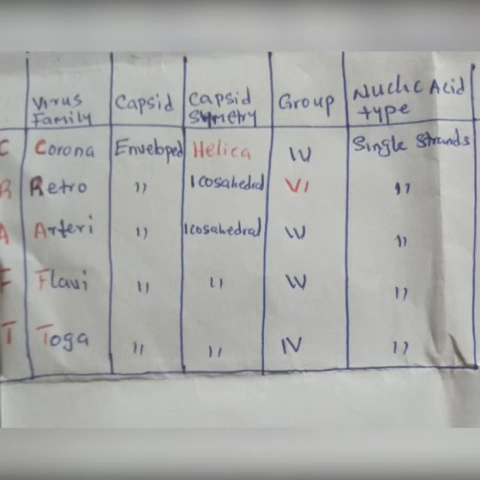 Virus Family | Capsid | Capsid Symetry | Group | Nuclic Acid type
C | Corona | Enveloped | Helica | IV | Single Strands
R | Retro | " | Icosahedral | VI | "
A | Arteri | " | Icosahedral | IV | "
F | Flavi | " | " | IV | "
T | Toga | " | " | IV | "